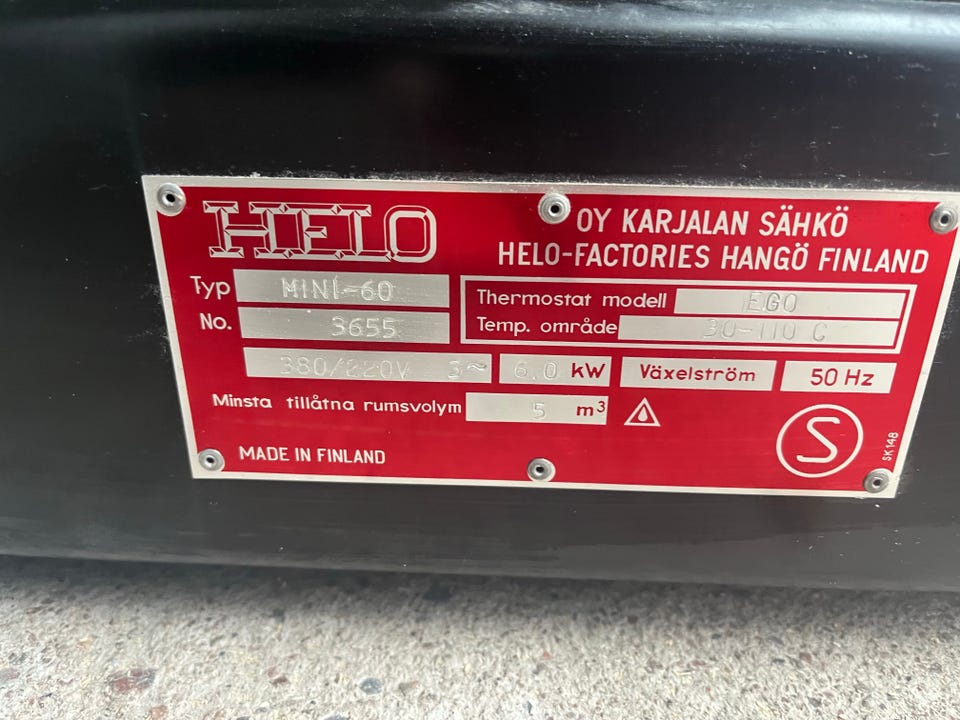 HELO
OY KARJALAN SÄHKÖ
HELO-FACTORIES HANGÖ FINLAND
Typ MINI-60
No. 3655
Thermostat modell EGO
Temp. område 30-110 C
380/220V 3~ 6.0 kW Växelström 50 Hz
Minsta tillåtna rumsvolym 5 m³
S
SK148
MADE IN FINLAND